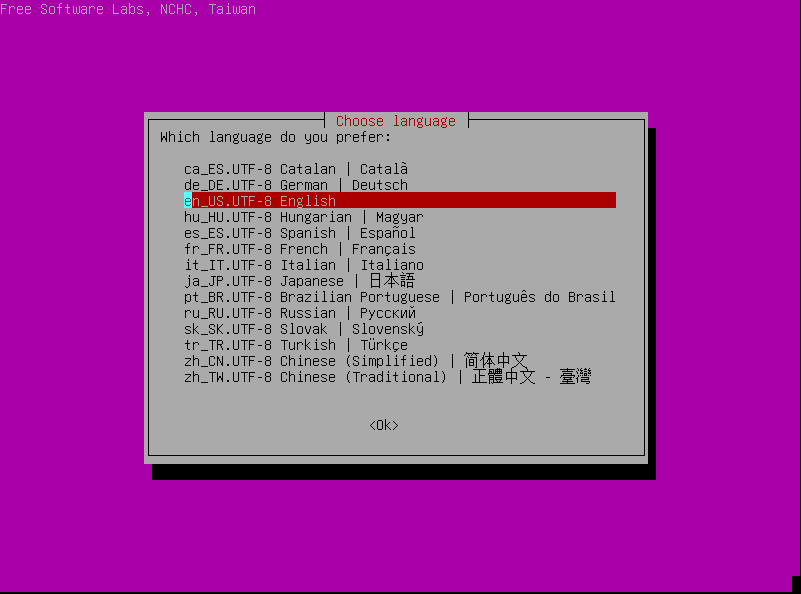 Free Software Labs, NCHC, Taiwan
Choose language
Which language do you prefer:
ca_ES.UTF-8 Catalan | Català
de_DE.UTF-8 German | Deutsch
en_US.UTF-8 English
hu_HU.UTF-8 Hungarian | Magyar
es_ES.UTF-8 Spanish | Español
fr_FR.UTF-8 French | Français
it_IT.UTF-8 Italian | Italiano
ja_JP.UTF-8 Japanese | 日本語
pt_BR.UTF-8 Brazilian Portuguese | Português do Brasil
ru_RU.UTF-8 Russian | Русский
sk_SK.UTF-8 Slovak | Slovenský
tr_TR.UTF-8 Turkish | Türkçe
zh_CN.UTF-8 Chinese (Simplified) | 简体中文
zh_TW.UTF-8 Chinese (Traditional) | 正體中文 - 臺灣
<Ok>